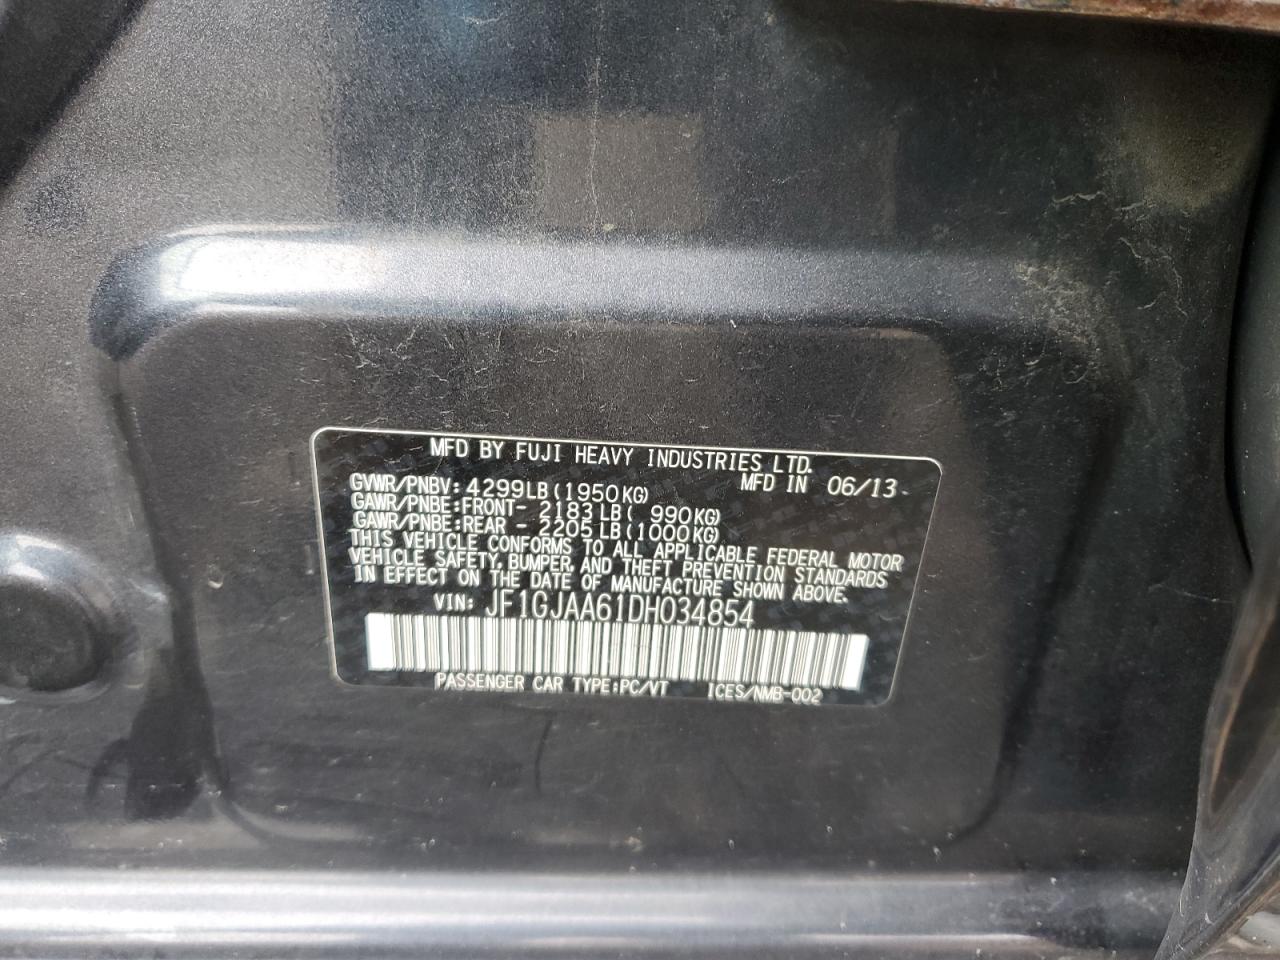 MFD BY FUJI HEAVY INDUSTRIES LTD.
MFD IN 06/13
GVWR/PNBV: 4299LB(1950KG)
GAWR/PNBE:FRONT- 2183LB( 990KG)
GAWR/PNBE:REAR - 2205LB(1000KG)
THIS VEHICLE CONFORMS TO ALL APPLICABLE FEDERAL MOTOR
VEHICLE SAFETY, BUMPER, AND THEFT PREVENTION STANDARDS
IN EFFECT ON THE DATE OF MANUFACTURE SHOWN ABOVE.
VIN: JF1GJAA61DH034854
PASSENGER CAR TYPE:PC/VT ICES/NMB-002